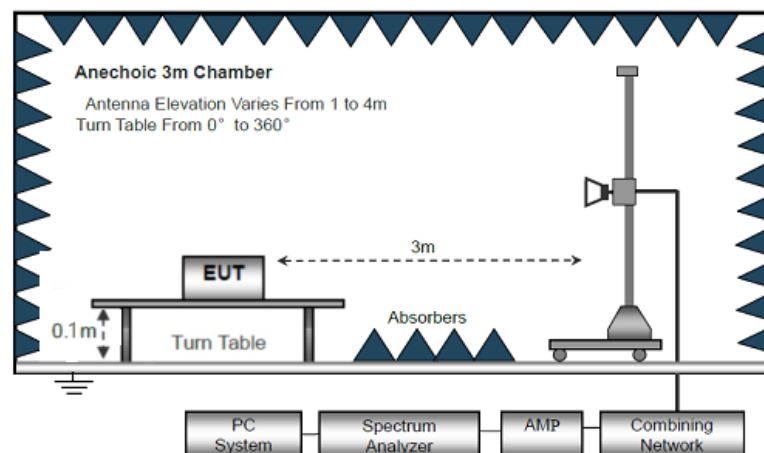 Anechoic 3m Chamber
Antenna Elevation Varies From 1 to 4m
Turn Table From 0° to 360°
3m
EUT
0.1m
Absorbers
Turn Table
PC
System
Spectrum
Analyzer
AMP
Combining
Network